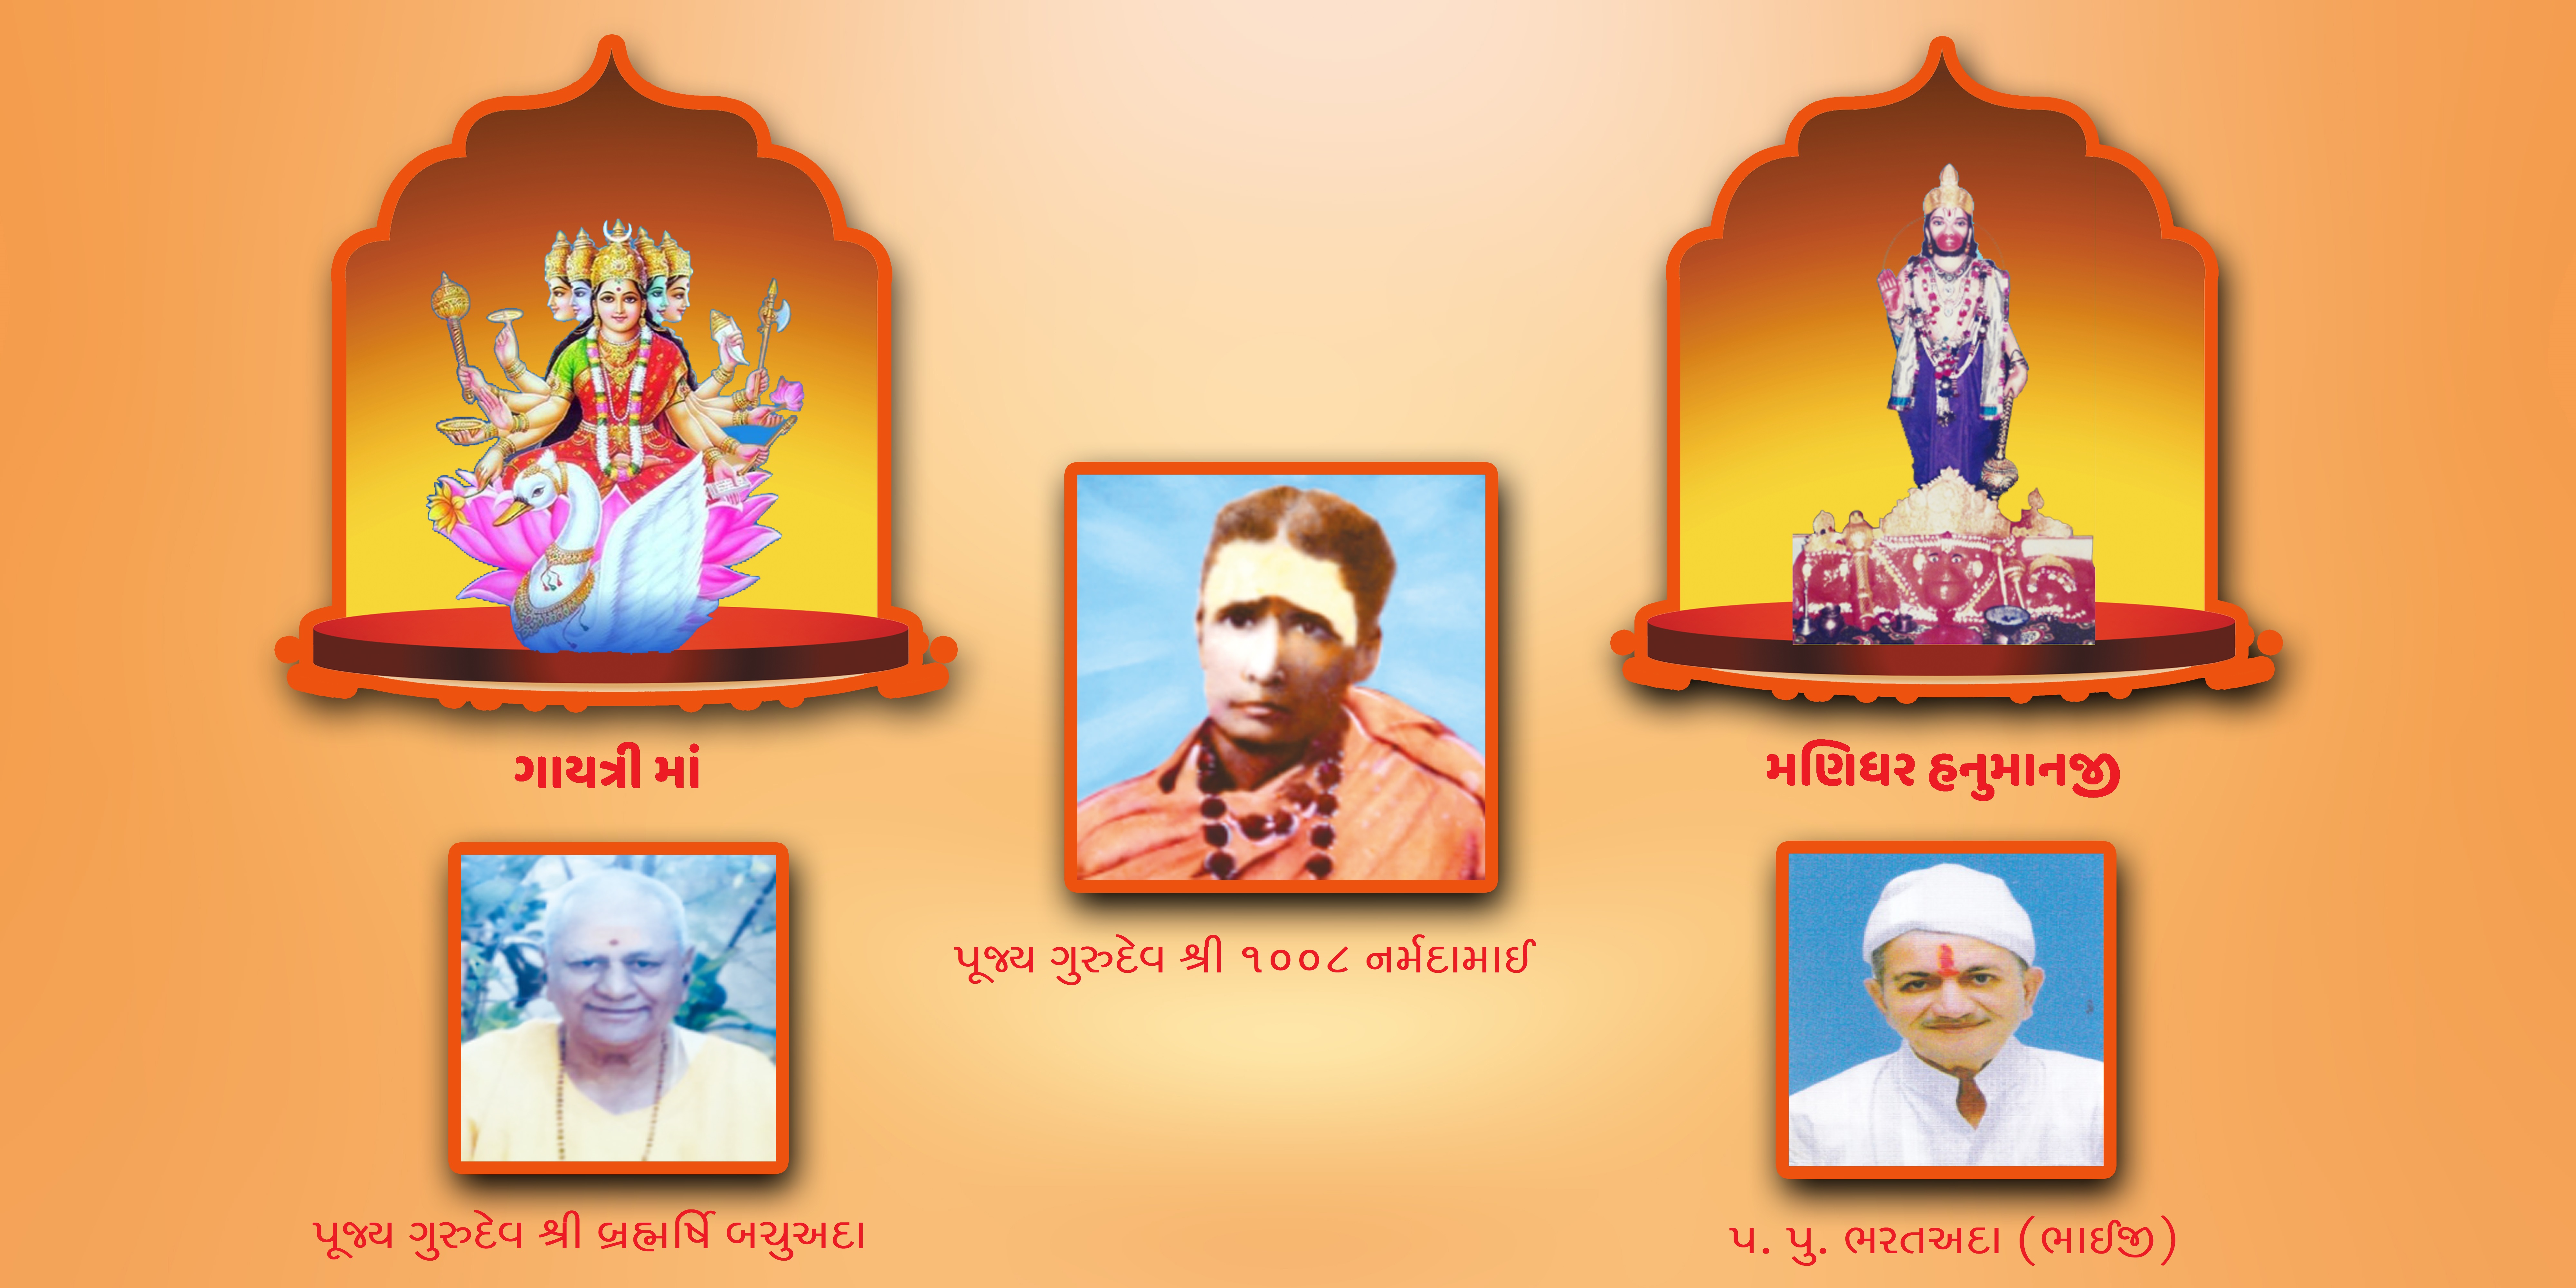 ગાયત્રી માં
મણિધર હનુમાનજી
પૂજ્ય ગુરુદેવ શ્રી ૧૦૦૮ નર્મદામાઈ
પૂજ્ય ગુરુદેવ શ્રી બ્રહ્મર્ષિ બચુઅદા
પ. પુ. ભરતઅદા (ભાઈજી)